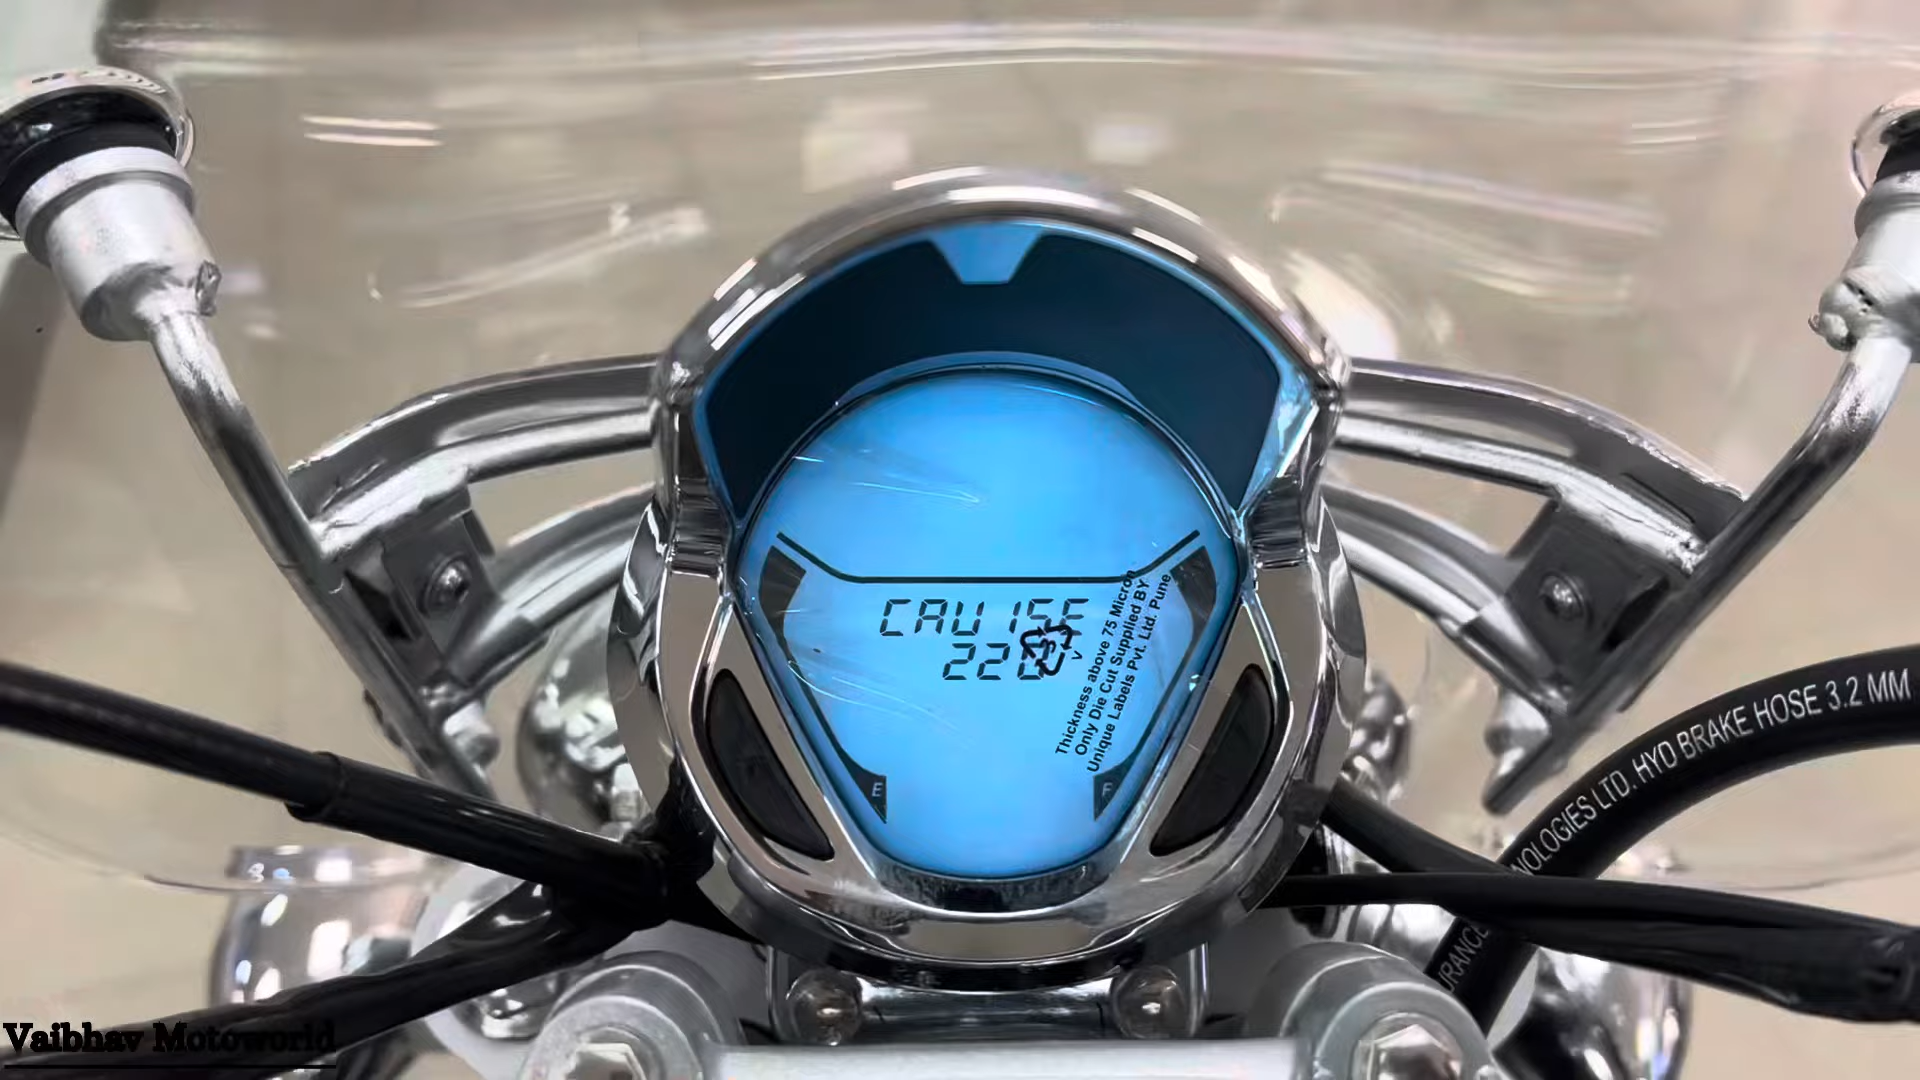 CRUISE
220
Thickness above 75 Micron
Only Die Cut Supplied BY
Unique Labels Pvt. Ltd. Pune
V
E
F
NOLOGIES LTD. HYD BRAKE HOSE 3.2 MM
URANCE
Vaibhav Motoworld